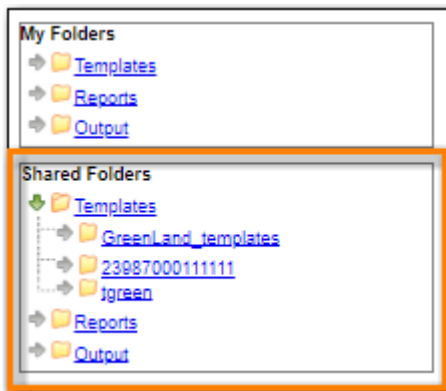 My Folders
Templates
Reports
Output
Shared Folders
Templates
GreenLand_templates
23987000111111
tgreen
Reports
Output